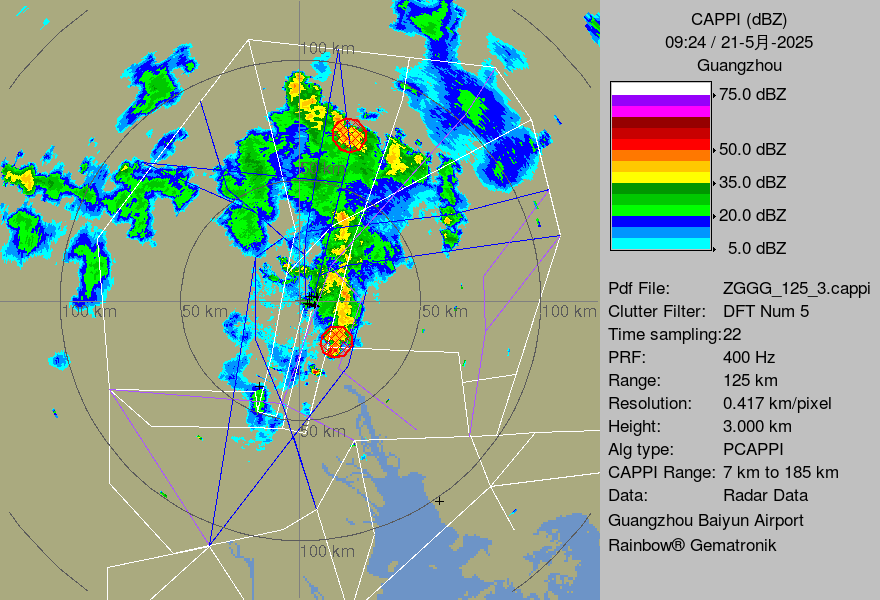 CAPPI (dBZ)
09:24 / 21-5月-2025
Guangzhou
75.0 dBZ
50.0 dBZ
35.0 dBZ
20.0 dBZ
5.0 dBZ
Pdf File: ZGGG_125_3.cappi
Clutter Filter: DFT Num 5
Time sampling:22
PRF: 400 Hz
Range: 125 km
Resolution: 0.417 km/pixel
Height: 3.000 km
Alg type: PCAPPI
CAPPI Range: 7 km to 185 km
Data: Radar Data
Guangzhou Baiyun Airport
Rainbow® Gematronik
100 km
100 km
50 km
50 km
100 km
50 km
100 km